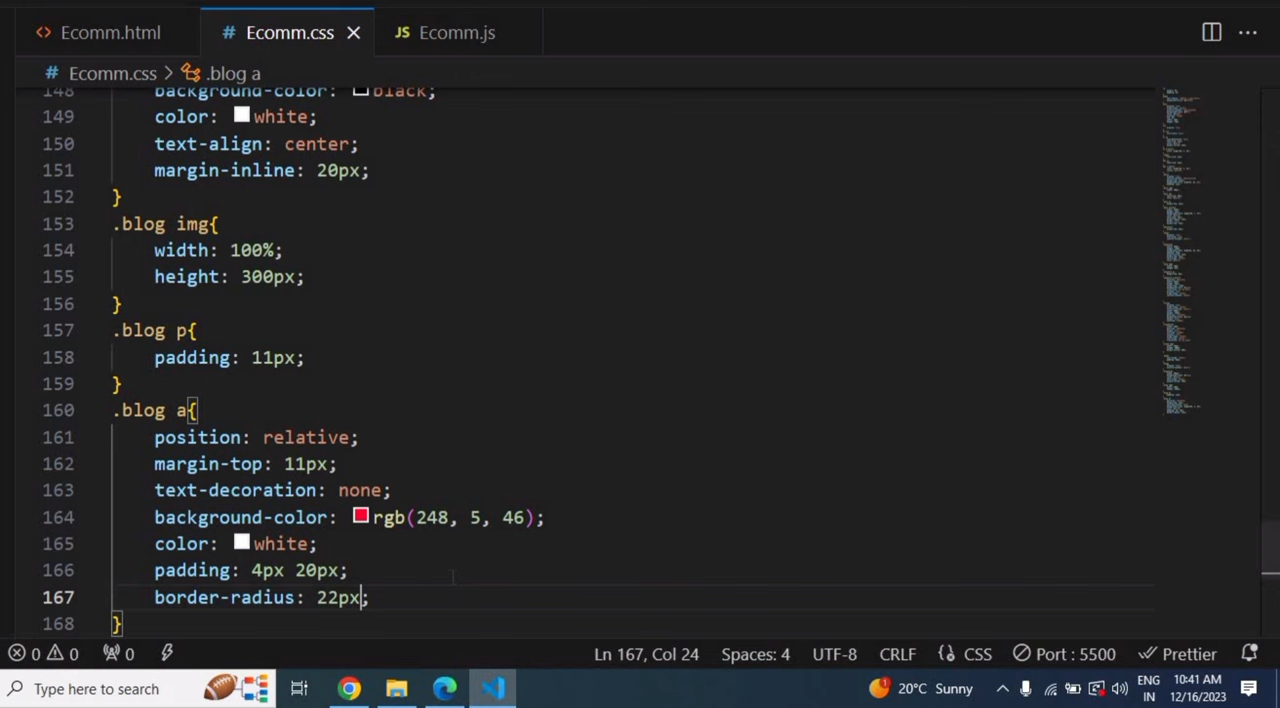 <> Ecomm.html # Ecomm.css × JS Ecomm.js ...
# Ecomm.css > .blog a
148 background-color: black;
149 color: white;
150 text-align: center;
151 margin-inline: 20px;
152 }
153 .blog img{
154 width: 100%;
155 height: 300px;
156 }
157 .blog p{
158 padding: 11px;
159 }
160 .blog a{
161 position: relative;
162 margin-top: 11px;
163 text-decoration: none;
164 background-color: rgb(248, 5, 46);
165 color: white;
166 padding: 4px 20px;
167 border-radius: 22px;
168 }
0 0 0 Ln 167, Col 24 Spaces: 4 UTF-8 CRLF {} CSS Port : 5500 Prettier
Type here to search 20°C Sunny ENG IN 10:41 AM 12/16/2023